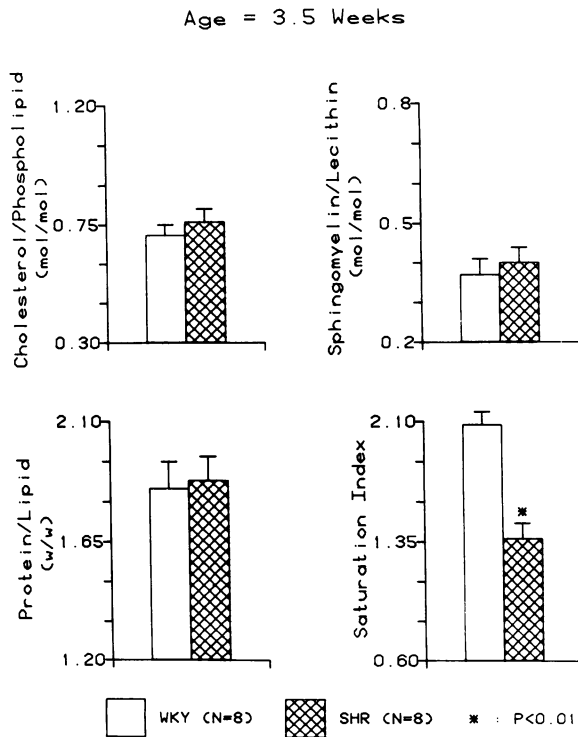 Age = 3.5 Weeks
Cholesterol/Phospholipid
(mol/mol)
1.20
0.75
0.30
Sphingomyelin/Lecithin
(mol/mol)
0.8
0.5
0.2
Protein/Lipid
(w/w)
2.10
1.65
1.20
Saturation Index
2.10
1.35
0.60
*
WKY (N=8)
SHR (N=8)
* : P<0.01